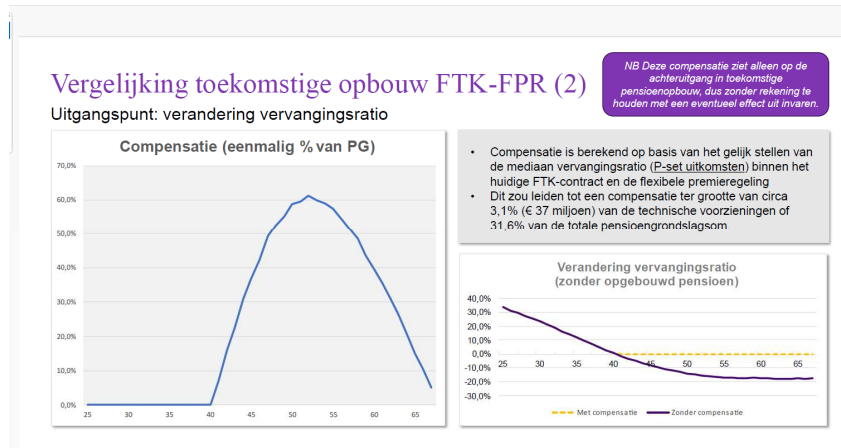 Vergelijking toekomstige opbouw FTK-FPR (2)
NB Deze compensatie ziet alleen op de
achteruitgang in toekomstige
pensioenopbouw, dus zonder rekening te
houden met een eventueel effect uit invaren.
Uitgangspunt: verandering vervangingsratio
Compensatie (eenmalig % van PG)
70,0%
60,0%
50,0%
40,0%
30,0%
20,0%
10,0%
0,0%
25 30 35 40 45 50 55 60 65
• Compensatie is berekend op basis van het gelijk stellen van
de mediaan vervangingsratio (P-set uitkomsten) binnen het
huidige FTK-contract en de flexibele premieregeling
• Dit zou leiden tot een compensatie ter grootte van circa
3,1% (€ 37 miljoen) van de technische voorzieningen of
31,6% van de totale pensioengrondslagsom
Verandering vervangingsratio
(zonder opgebouwd pensioen)
40,0%
30,0%
20,0%
10,0%
0,0%
-10,0%
-20,0%
-30,0%
25 30 35 40 45 50 55 60 65
Met compensatie Zonder compensatie